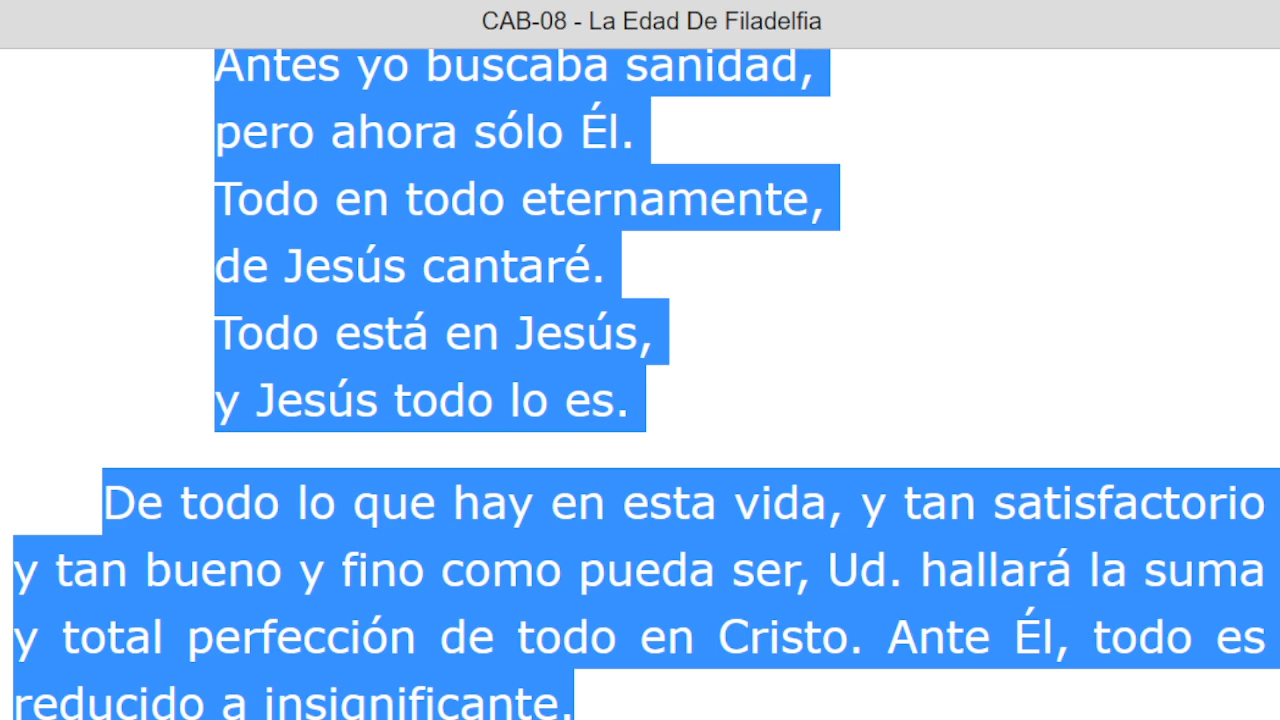 CAB-08 - La Edad De Filadelfia
Antes yo buscaba sanidad,
pero ahora sólo Él.
Todo en todo eternamente,
de Jesús cantaré.
Todo está en Jesús,
y Jesús todo lo es.
De todo lo que hay en esta vida, y tan satisfactorio
y tan bueno y fino como pueda ser, Ud. hallará la suma
y total perfección de todo en Cristo. Ante Él, todo es
reducido a insignificante.